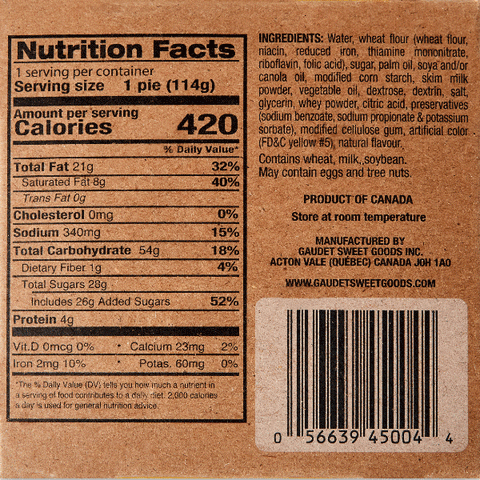 Nutrition Facts
1 serving per container
Serving size 1 pie (114g)
Amount per serving
Calories 420
% Daily Value*
Total Fat 21g 32%
Saturated Fat 8g 40%
Trans Fat 0g
Cholesterol 0mg 0%
Sodium 340mg 15%
Total Carbohydrate 54g 18%
Dietary Fiber 1g 4%
Total Sugars 28g
Includes 26g Added Sugars 52%
Protein 4g
Vit.D 0mcg 0% • Calcium 23mg 2%
Iron 2mg 10% • Potas. 60mg 0%
*The % Daily Value (DV) tells you how much a nutrient in
a serving of food contributes to a daily diet. 2,000 calories
a day is used for general nutrition advice.
INGREDIENTS: Water, wheat flour (wheat flour,
niacin, reduced iron, thiamine mononitrate,
riboflavin, folic acid), sugar, palm oil, soya and/or
canola oil, modified corn starch, skim milk
powder, vegetable oil, dextrose, dextrin, salt,
glycerin, whey powder, citric acid, preservatives
(sodium benzoate, sodium propionate & potassium
sorbate), modified cellulose gum, artificial color
(FD&C yellow #5), natural flavour.
Contains wheat, milk,soybean.
May contain eggs and tree nuts.
PRODUCT OF CANADA
Store at room temperature
MANUFACTURED BY
GAUDET SWEET GOODS INC.
ACTON VALE (QUÉBEC) CANADA J0H 1A0
WWW.GAUDETSWEETGOODS.COM
0 56639 45004 4